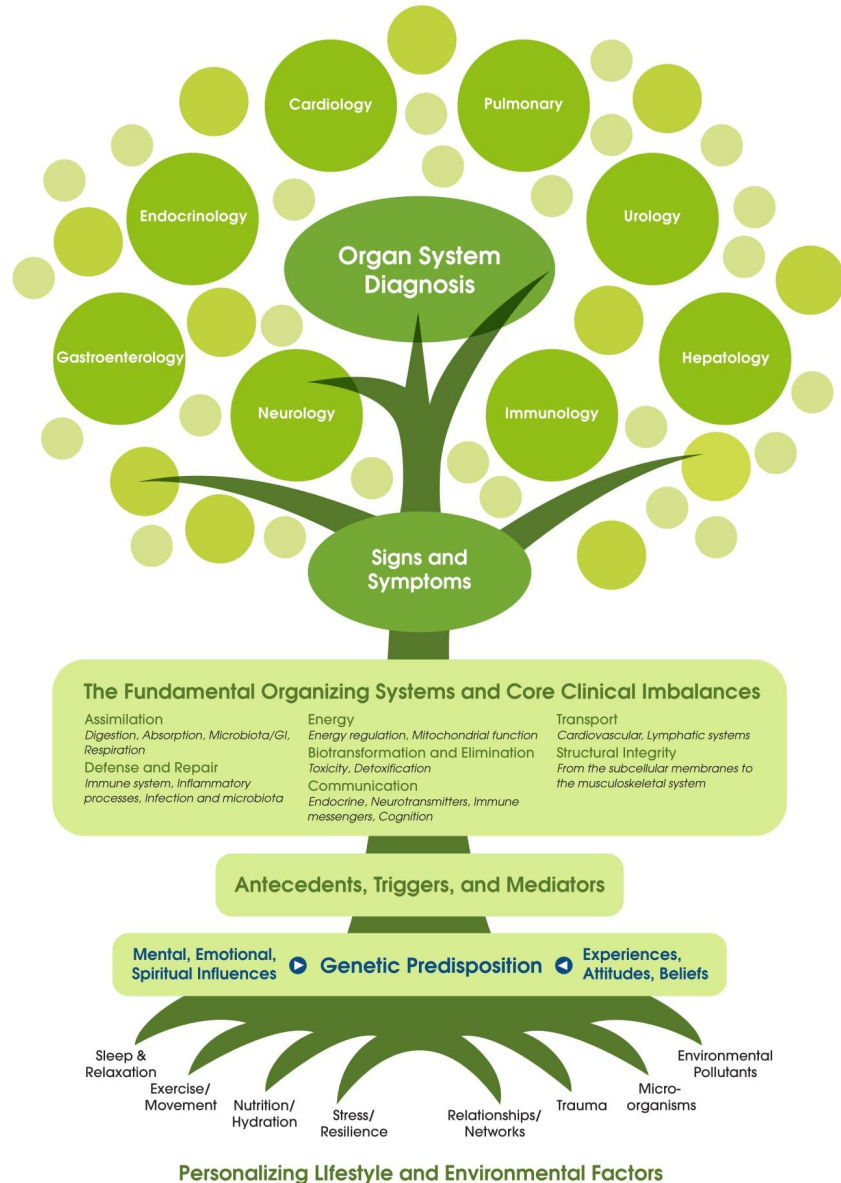 Cardiology
Pulmonary
Endocrinology
Urology
Organ System
Diagnosis
Gastroenterology
Hepatology
Neurology
Immunology
Signs and
Symptoms
The Fundamental Organizing Systems and Core Clinical Imbalances
Assimilation
Digestion, Absorption, Microbiota/GI,
Respiration
Defense and Repair
Immune system, Inflammatory
processes, Infection and microbiota
Energy
Energy regulation, Mitochondrial function
Biotransformation and Elimination
Toxicity, Detoxification
Communication
Endocrine, Neurotransmitters, Immune
messengers, Cognition
Transport
Cardiovascular, Lymphatic systems
Structural Integrity
From the subcellular membranes to
the musculoskeletal system
Antecedents, Triggers, and Mediators
Mental, Emotional,
Spiritual Influences
Genetic Predisposition
Experiences,
Attitudes, Beliefs
Sleep &
Relaxation
Exercise/
Movement
Nutrition/
Hydration
Stress/
Resilience
Relationships/
Networks
Trauma
Micro-
organisms
Environmental
Pollutants
Personalizing LIfestyle and Environmental Factors